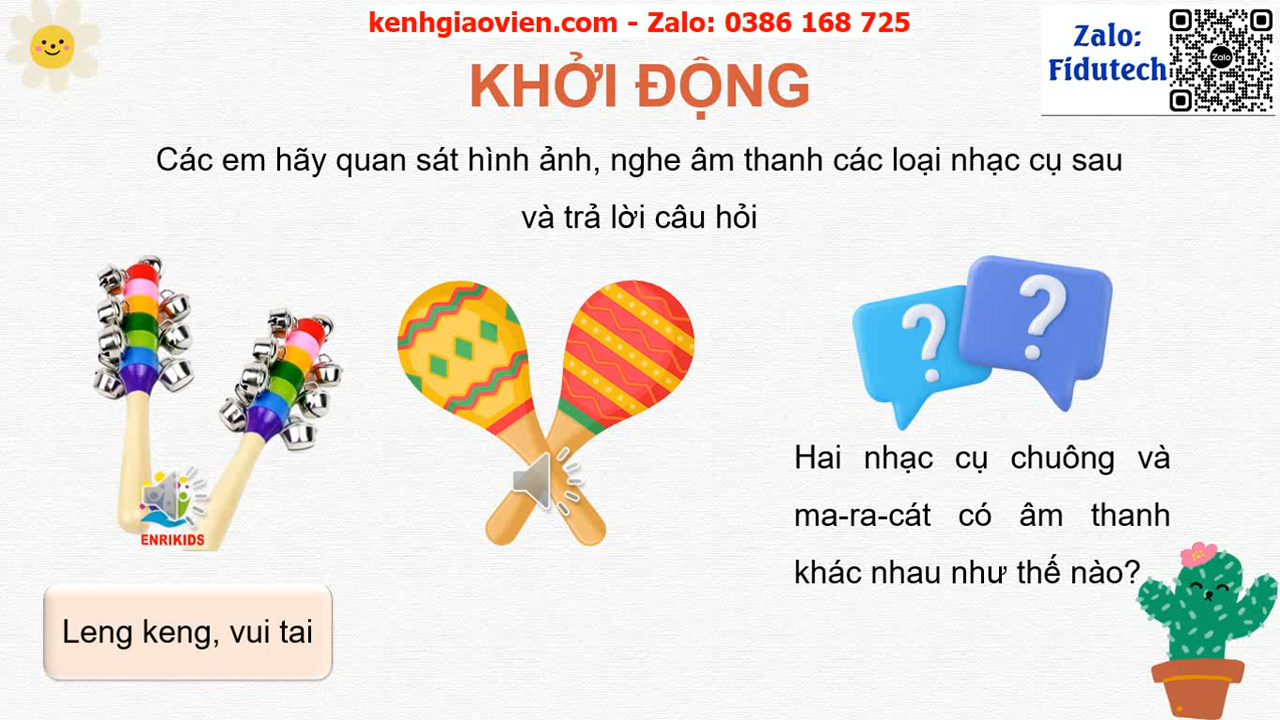 kenhgiaovien.com - Zalo: 0386 168 725
Zalo:
Fidutech
Zalo
KHỞI ĐỘNG
Các em hãy quan sát hình ảnh, nghe âm thanh các loại nhạc cụ sau
và trả lời câu hỏi
? ?
Hai nhạc cụ chuông và
ma-ra-cát có âm thanh
khác nhau như thế nào?
ENRIKIDS
Leng keng, vui tai